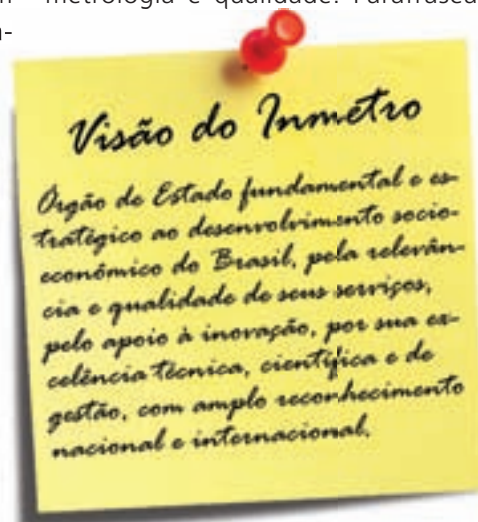 metrologia e qualidade. Parafrasea
Visão do Inmetro
Órgão de Estado fundamental e es-
tratégico ao desenvolvimento socio-
econômico do Brasil, pela relevân-
cia e qualidade de seus serviços,
pelo apoio à inovação, por sua ex-
celência técnica, científica e de
gestão, com amplo reconhecimento
nacional e internacional.